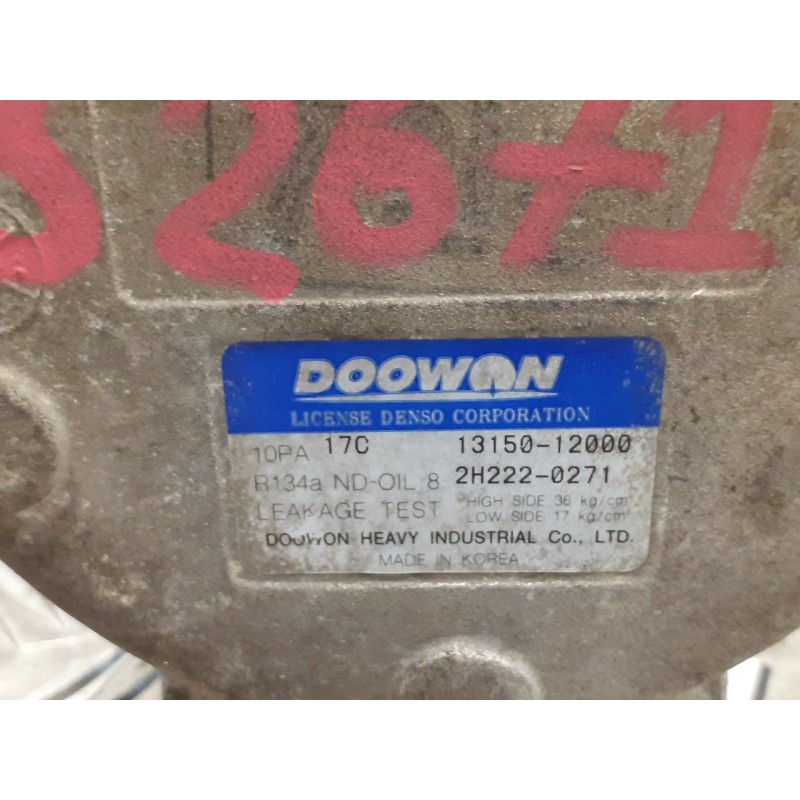 S2671
DOOWON
LICENSE DENSO CORPORATION
10PA 17C 13150-12000
R134a ND-OIL 8 2H222-0271
LEAKAGE TEST HIGH SIDE 36 kg/cm²
LOW SIDE 17 kg/cm²
DOOWON HEAVY INDUSTRIAL Co., LTD.
MADE IN KOREA